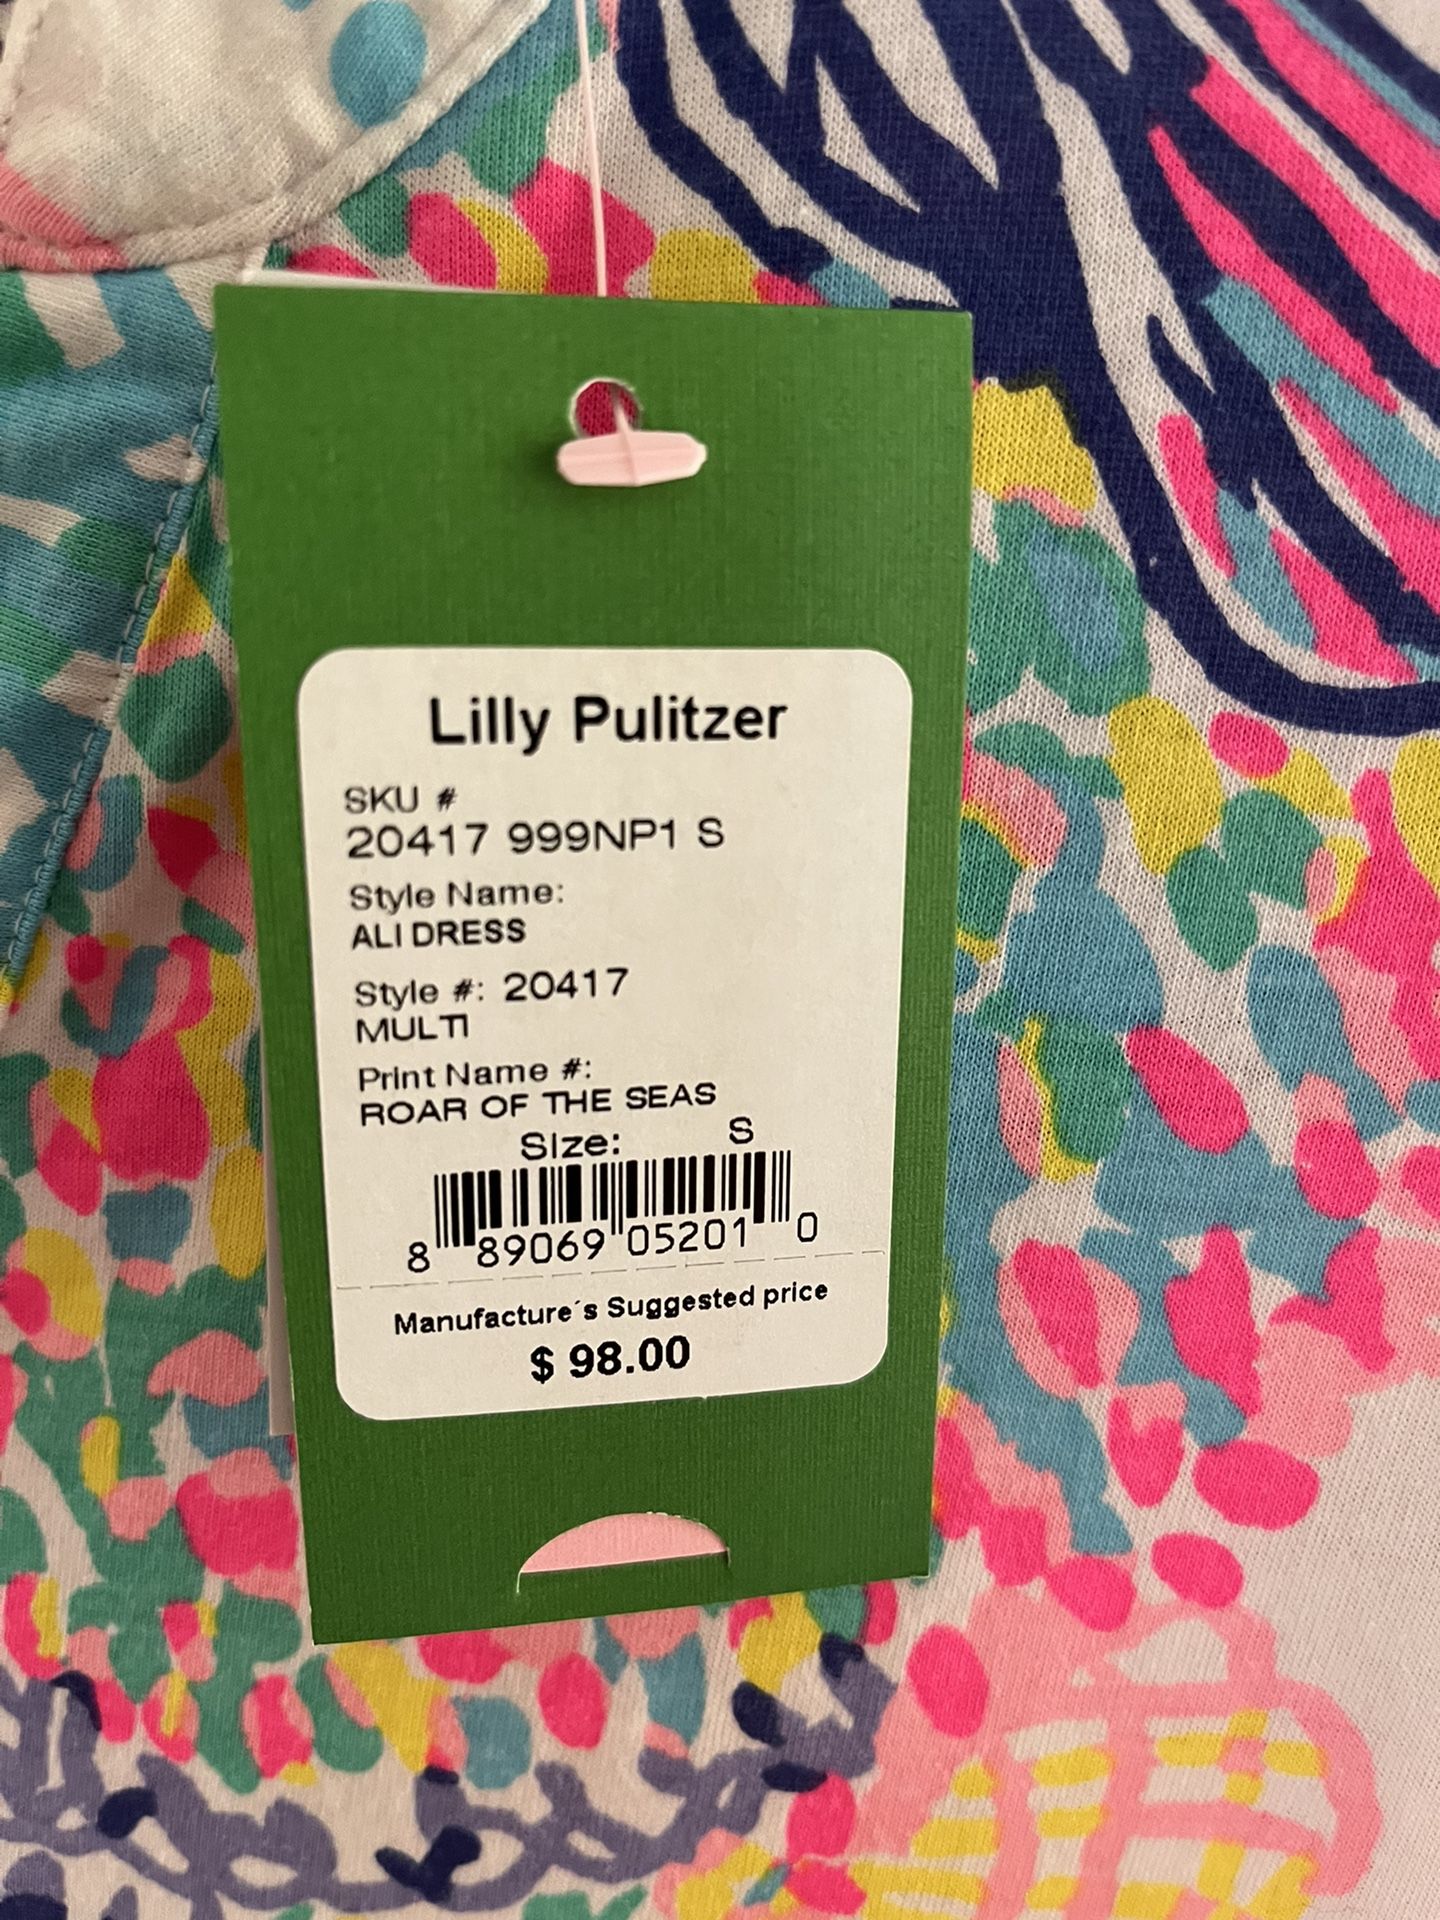 Lilly Pulitzer
SKU #
20417 999NP1 S
Style Name:
ALI DRESS
Style #: 20417
MULTI
Print Name #:
ROAR OF THE SEAS
Size: S
8 89069 05201 0
Manufacture´s Suggested price
$ 98.00